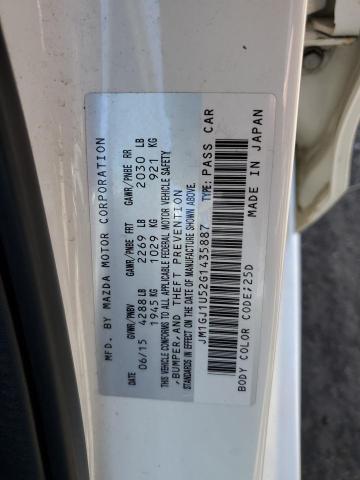 MFD. BY MAZDA MOTOR CORPORATION
GVWR/PNBV GAWR/PNBE FRT GAWR/PNBE RR
06/15 4288 LB 2269 LB 2030 LB
1945 KG 1029 KG 921 KG
THIS VEHICLE CONFORMS TO ALL APPLICABLE FEDERAL MOTOR VEHICLE SAFETY
,BUMPER,AND THEFT PREVENTION
STANDARDS IN EFFECT ON THE DATE OF MANUFACTURE SHOWN ABOVE.
JM1GJ1U52G1435887 TYPE: PASS CAR
BODY COLOR CODE;25D MADE IN JAPAN